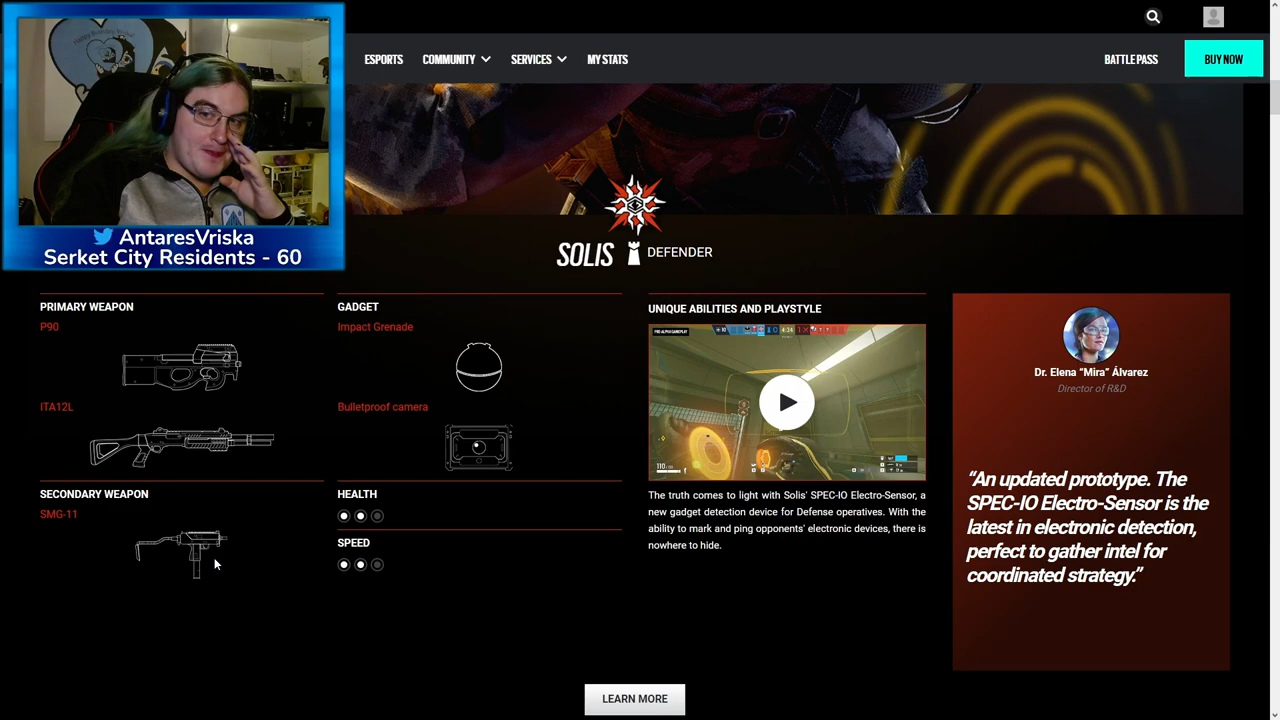 ESPORTS
COMMUNITY
SERVICES
MY STATS
BATTLE PASS
BUY NOW
AntaresVriska
Serket City Residents - 60
SOLIS
DEFENDER
PRIMARY WEAPON
P90
ITA12L
SECONDARY WEAPON
SMG-11
GADGET
Impact Grenade
Bulletproof camera
HEALTH
SPEED
UNIQUE ABILITIES AND PLAYSTYLE
The truth comes to light with Solis' SPEC-IO Electro-Sensor, a
new gadget detection device for Defense operatives. With the
ability to mark and ping opponents' electronic devices, there is
nowhere to hide.
Dr. Elena “Mira” Álvarez
Director of R&D
“An updated prototype. The
SPEC-IO Electro-Sensor is the
latest in electronic detection,
perfect to gather intel for
coordinated strategy.”
LEARN MORE